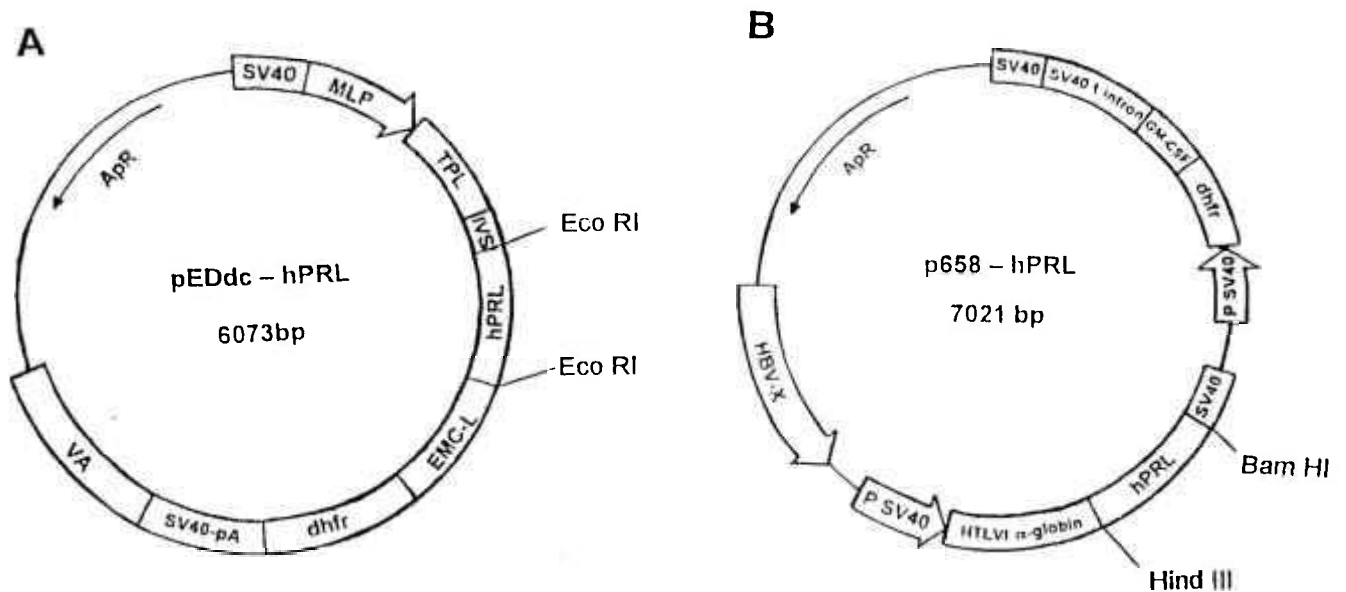 A
SV40
MLP
TPL
IVS
Eco RI
hPRL
Eco RI
EMC-L
dhfr
SV40-pA
VA
ApR
pEDdc – hPRL
6073bp
B
SV40
SV40 t intron
GM-CSF
dhfr
P SV40
SV40
Bam HI
hPRL
Hind III
HTLVI α-globin
P SV40
HBV-X
ApR
p658 – hPRL
7021 bp